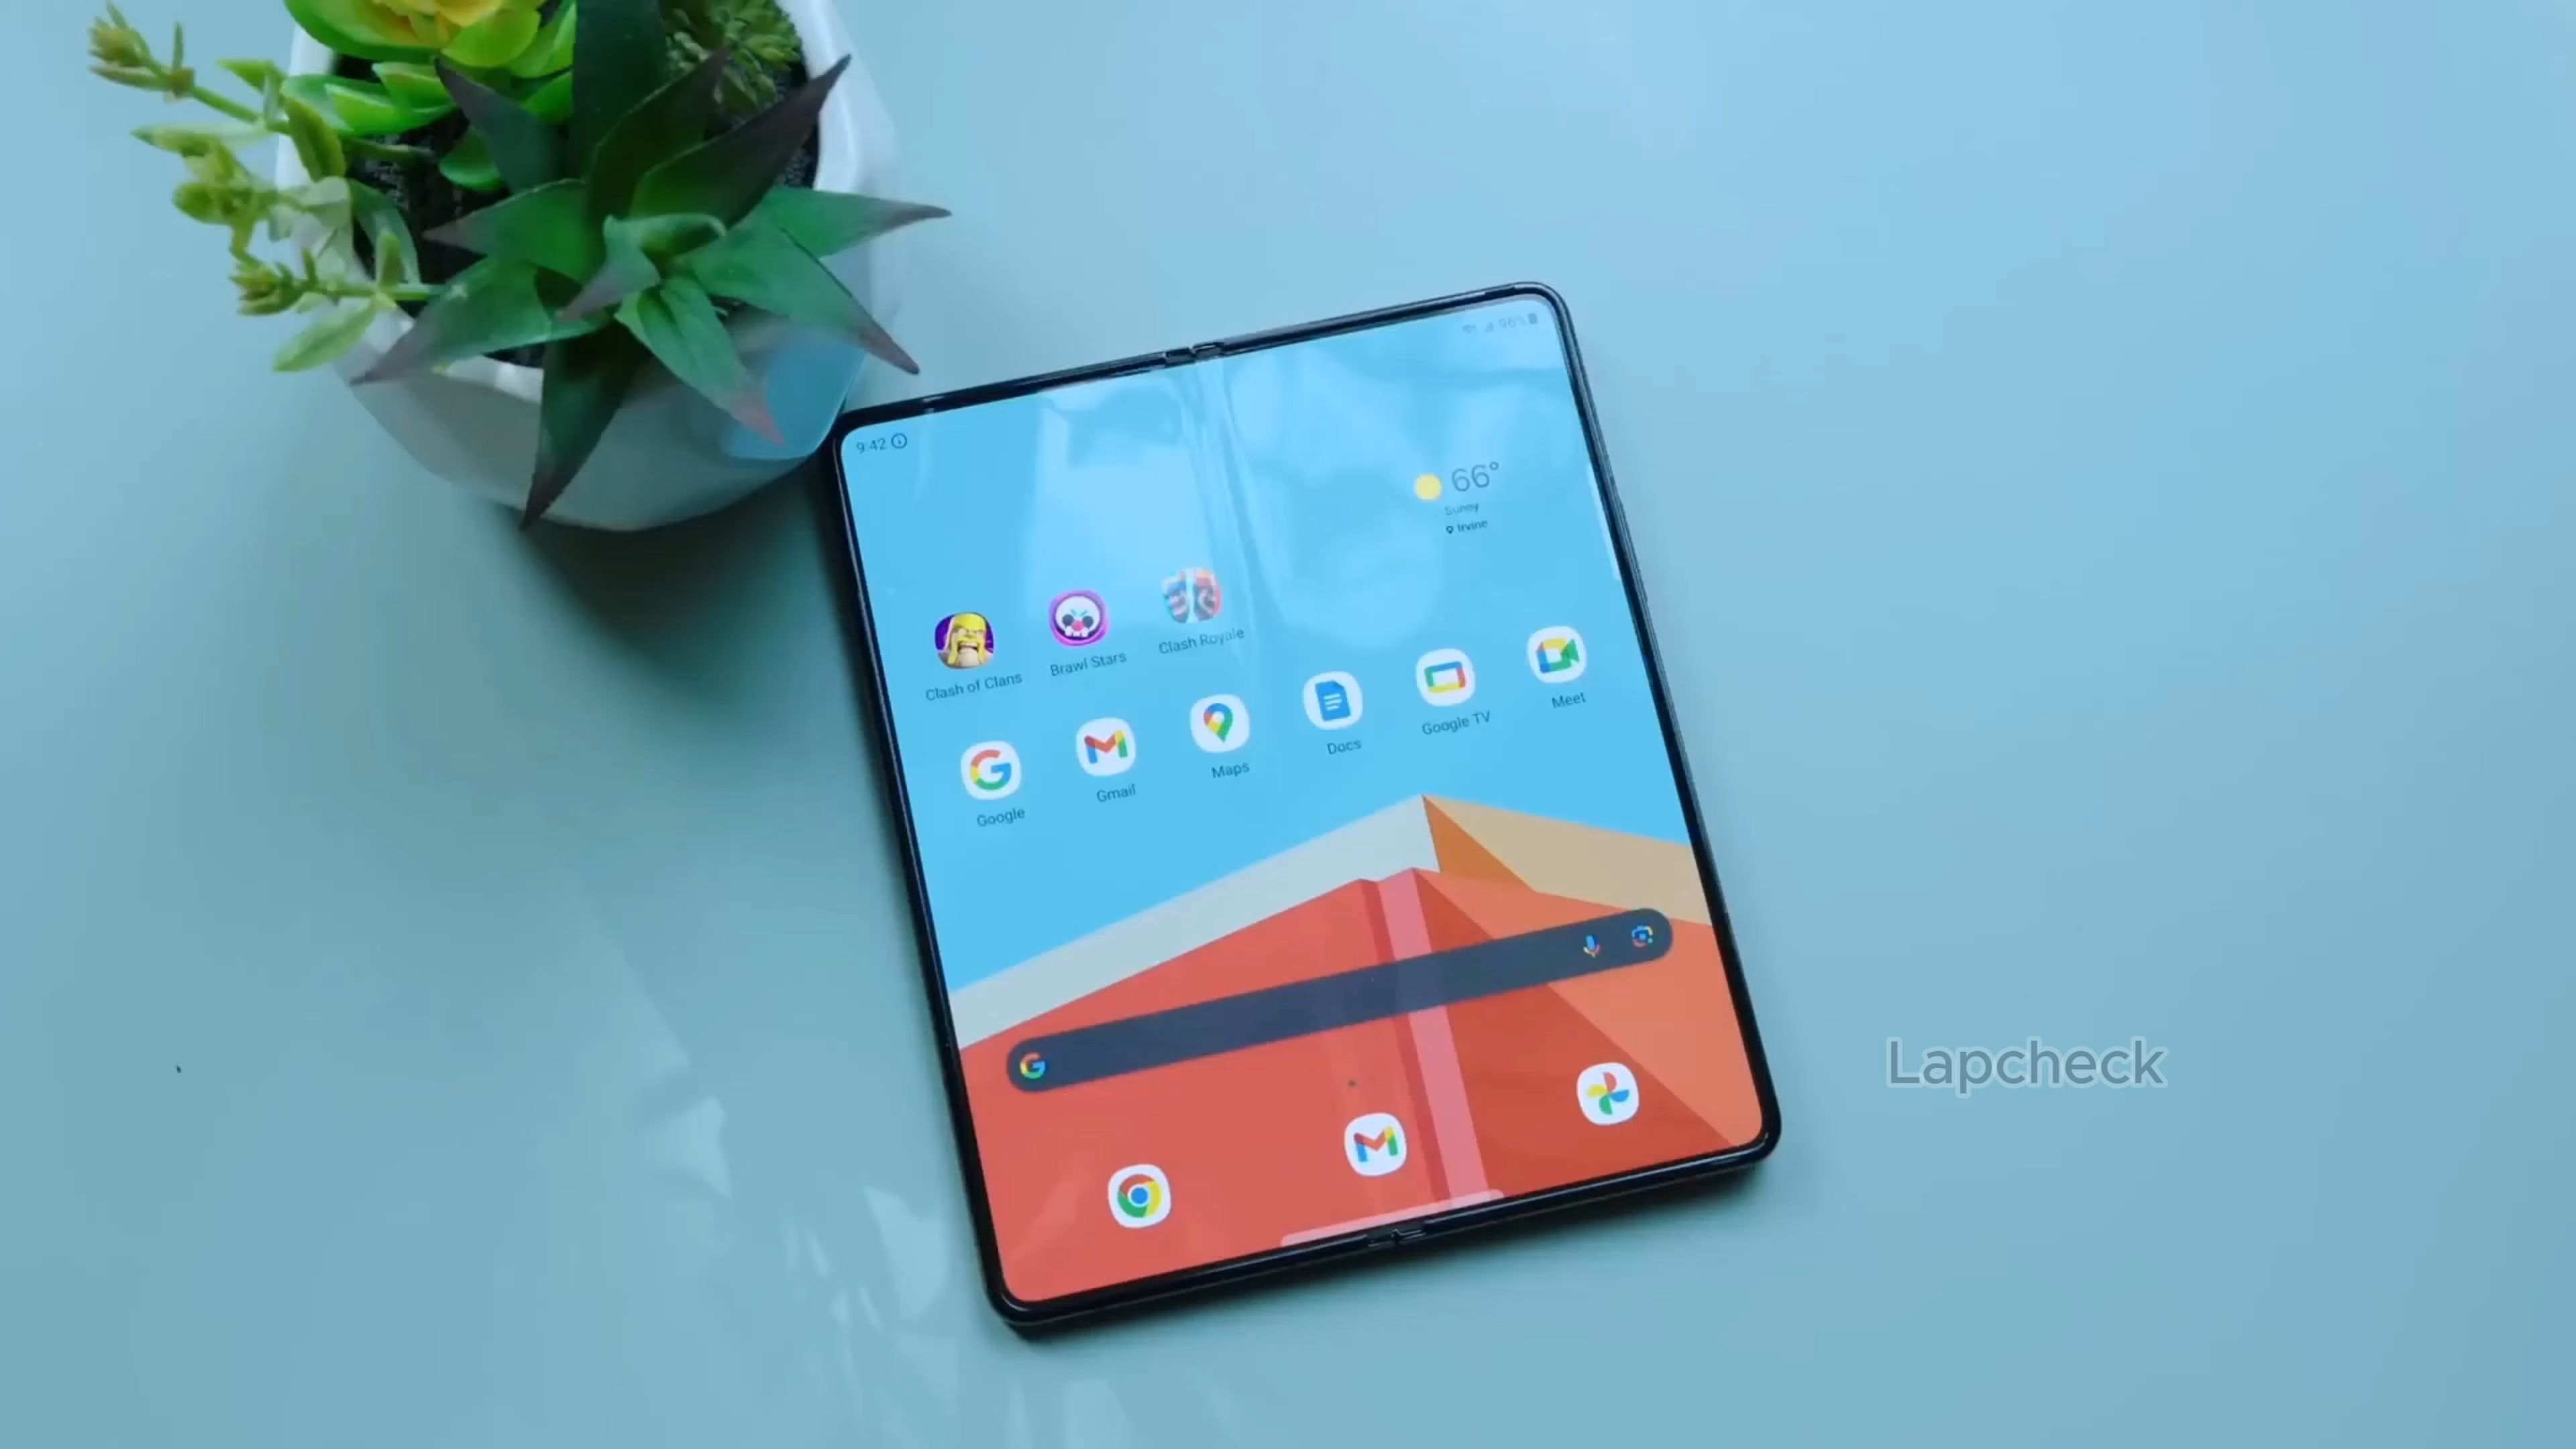 9:42
96%
66°
Sunny
Irvine
Clash of Clans
Brawl Stars
Clash Royale
Google
Gmail
Maps
Docs
Google TV
Meet
Lapcheck